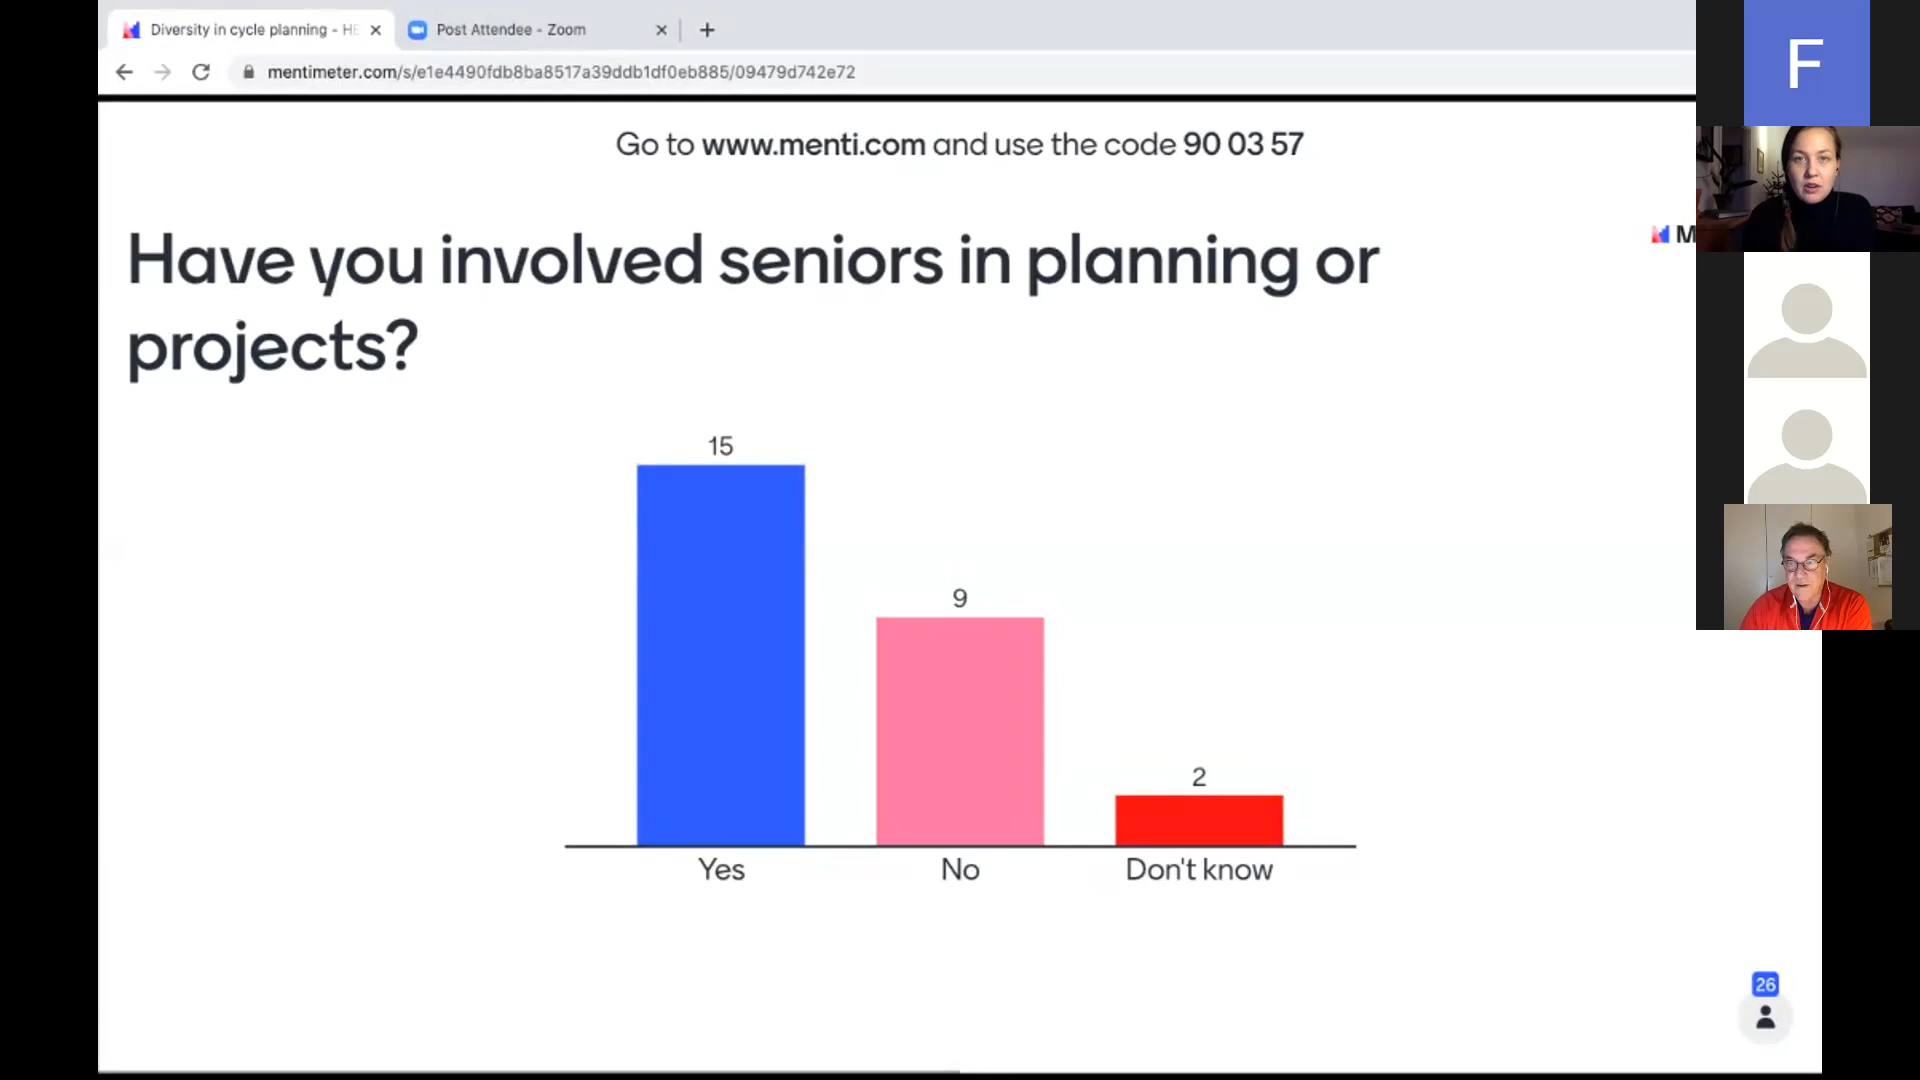 Diversity in cycle planning - HE
Post Attendee - Zoom
mentimeter.com/s/e1e4490fdb8ba8517a39ddb1df0eb885/09479d742e72
Go to www.menti.com and use the code 90 03 57
F
M
Have you involved seniors in planning or
projects?
15
9
2
Yes
No
Don't know
26